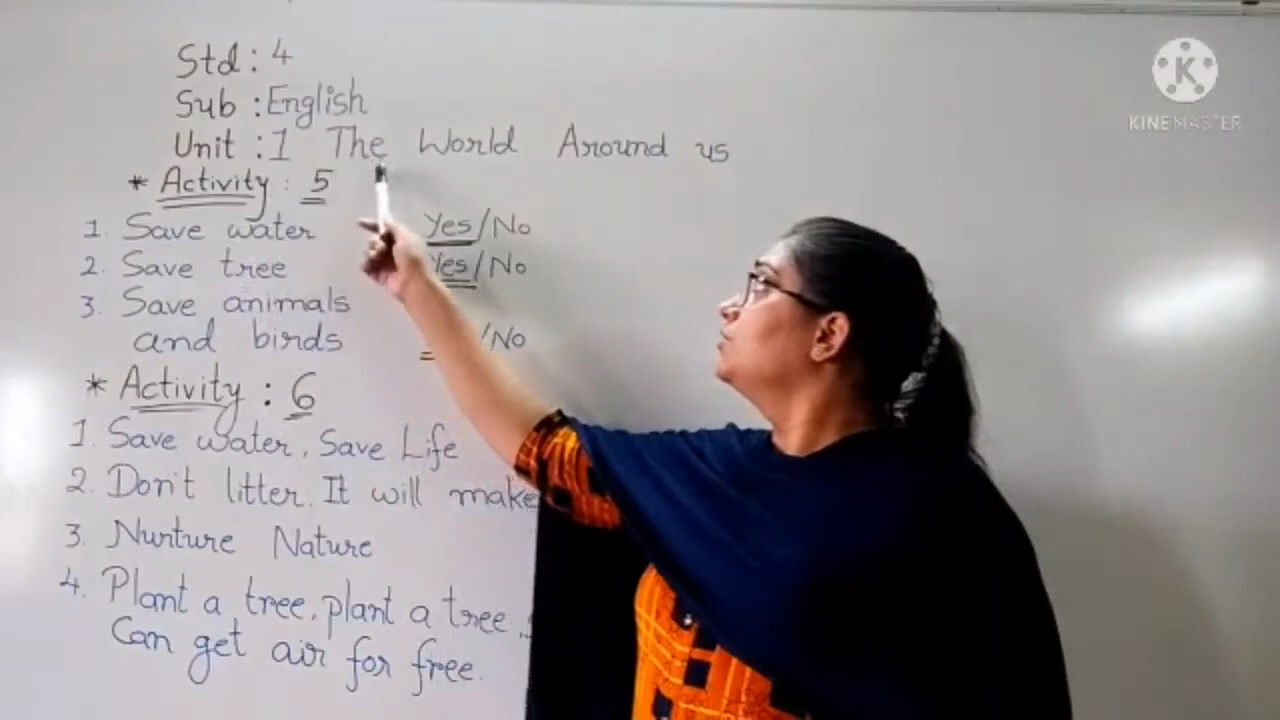 Std : 4
Sub : English
Unit : 1 The World Around us
* Activity : 5
1. Save water Yes/No
2. Save tree Yes/No
3. Save animals
and birds /No
* Activity : 6
1. Save water, Save Life
2. Don't litter. It will make
3. Nurture Nature
4. Plant a tree, plant a tree,
Can get air for free.
K
KINEMASTER